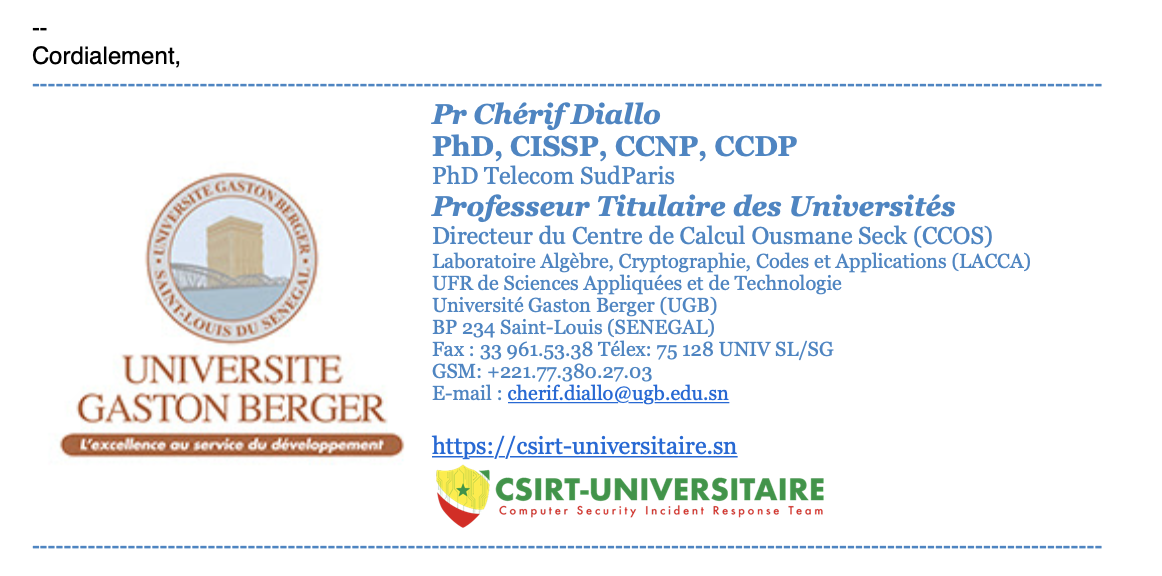 --
Cordialement,
UNIVERSITE GASTON BERGER
SAINT-LOUIS DU SENEGAL
UNIVERSITE
GASTON BERGER
L'excellence au service du développement
Pr Chérif Diallo
PhD, CISSP, CCNP, CCDP
PhD Telecom SudParis
Professeur Titulaire des Universités
Directeur du Centre de Calcul Ousmane Seck (CCOS)
Laboratoire Algèbre, Cryptographie, Codes et Applications (LACCA)
UFR de Sciences Appliquées et de Technologie
Université Gaston Berger (UGB)
BP 234 Saint-Louis (SENEGAL)
Fax : 33 961.53.38 Télex: 75 128 UNIV SL/SG
GSM: +221.77.380.27.03
E-mail : cherif.diallo@ugb.edu.sn
https://csirt-universitaire.sn
CSIRT-UNIVERSITAIRE
Computer Security Incident Response Team